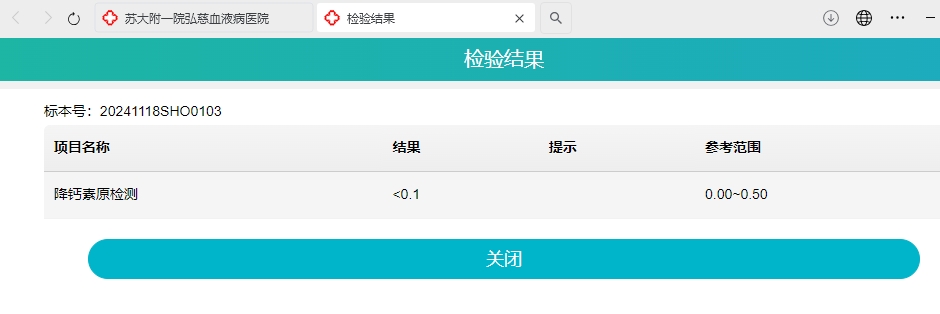 苏大附一院弘慈血液病医院 检验结果
检验结果
标本号：20241118SHO0103
项目名称 结果 提示 参考范围
降钙素原检测 <0.1 0.00~0.50
关闭